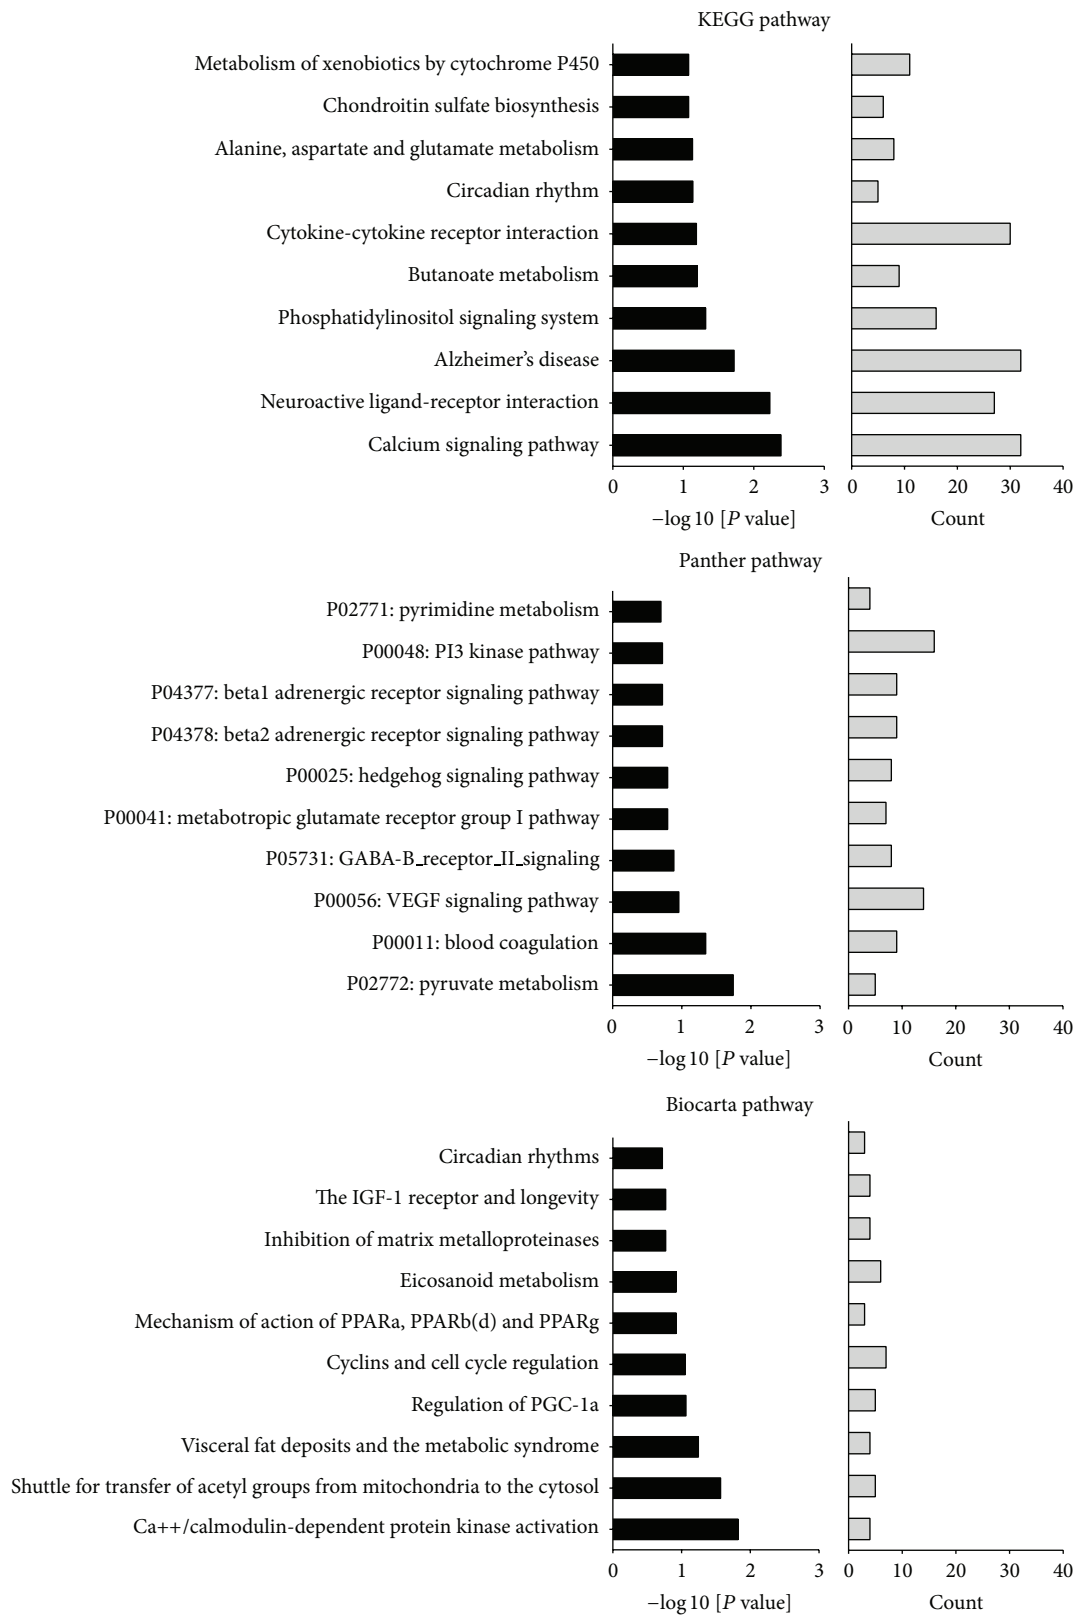 KEGG pathway
Metabolism of xenobiotics by cytochrome P450
Chondroitin sulfate biosynthesis
Alanine, aspartate and glutamate metabolism
Circadian rhythm
Cytokine-cytokine receptor interaction
Butanoate metabolism
Phosphatidylinositol signaling system
Alzheimer’s disease
Neuroactive ligand-receptor interaction
Calcium signaling pathway
0 1 2 3 0 10 20 30 40
−log 10 [P value] Count
Panther pathway
P02771: pyrimidine metabolism
P00048: PI3 kinase pathway
P04377: beta1 adrenergic receptor signaling pathway
P04378: beta2 adrenergic receptor signaling pathway
P00025: hedgehog signaling pathway
P00041: metabotropic glutamate receptor group I pathway
P05731: GABA-B_receptor_II_signaling
P00056: VEGF signaling pathway
P00011: blood coagulation
P02772: pyruvate metabolism
0 1 2 3 0 10 20 30 40
−log 10 [P value] Count
Biocarta pathway
Circadian rhythms
The IGF-1 receptor and longevity
Inhibition of matrix metalloproteinases
Eicosanoid metabolism
Mechanism of action of PPARa, PPARb(d) and PPARg
Cyclins and cell cycle regulation
Regulation of PGC-1a
Visceral fat deposits and the metabolic syndrome
Shuttle for transfer of acetyl groups from mitochondria to the cytosol
Ca++/calmodulin-dependent protein kinase activation
0 1 2 3 0 10 20 30 40
−log 10 [P value] Count